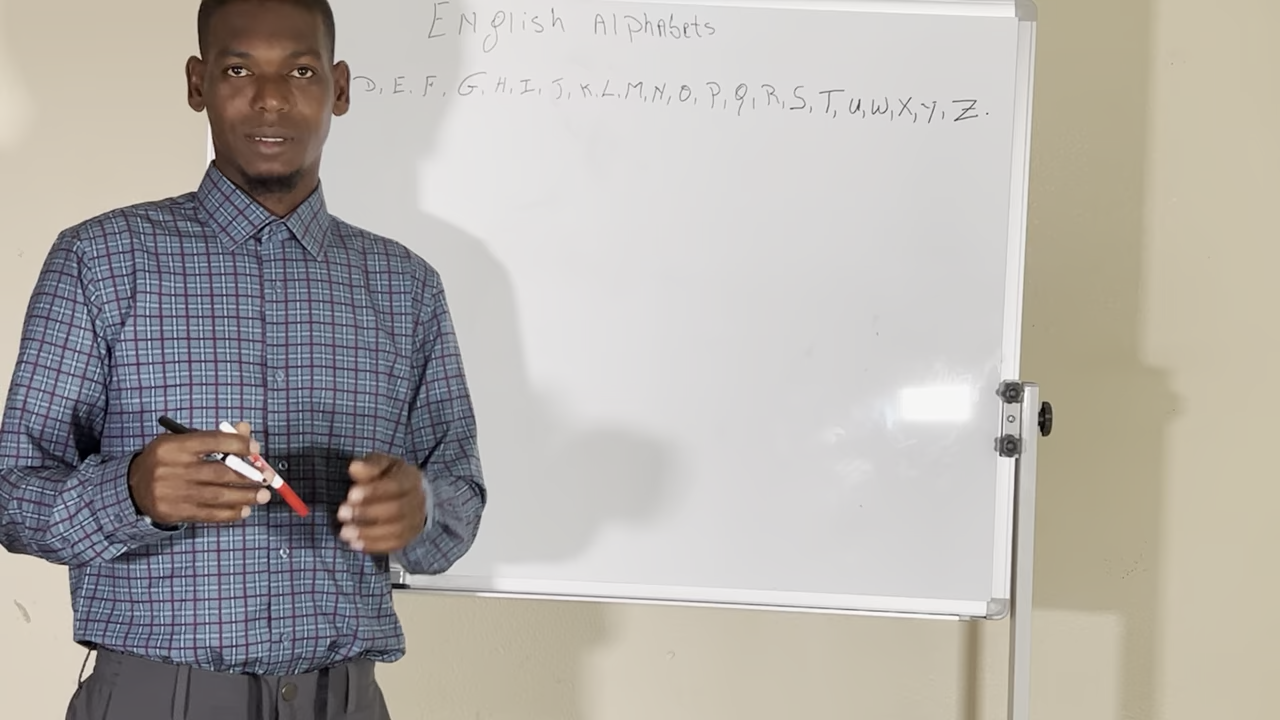 ENglish AlphAbets
D, E, F, G, H, I, J, K, L, M, N, O, P, Q, R, S, T, U, W, X, Y, Z.